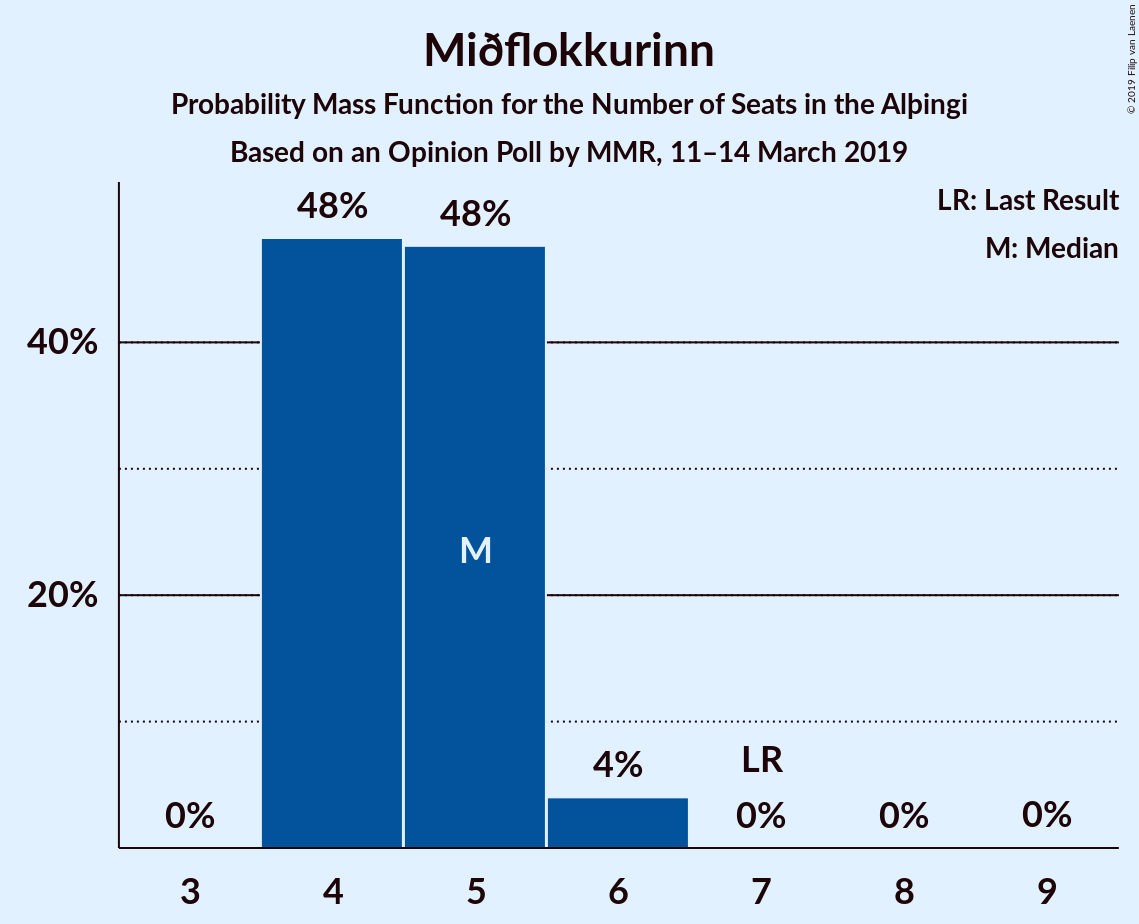 Miðflokkurinn
Probability Mass Function for the Number of Seats in the Alþingi
Based on an Opinion Poll by MMR, 11–14 March 2019
© 2019 Filip van Laenen
LR: Last Result
M: Median
48%
48%
40%
M
20%
4%
LR
0%
0%
0%
0%
3
4
5
6
7
8
9